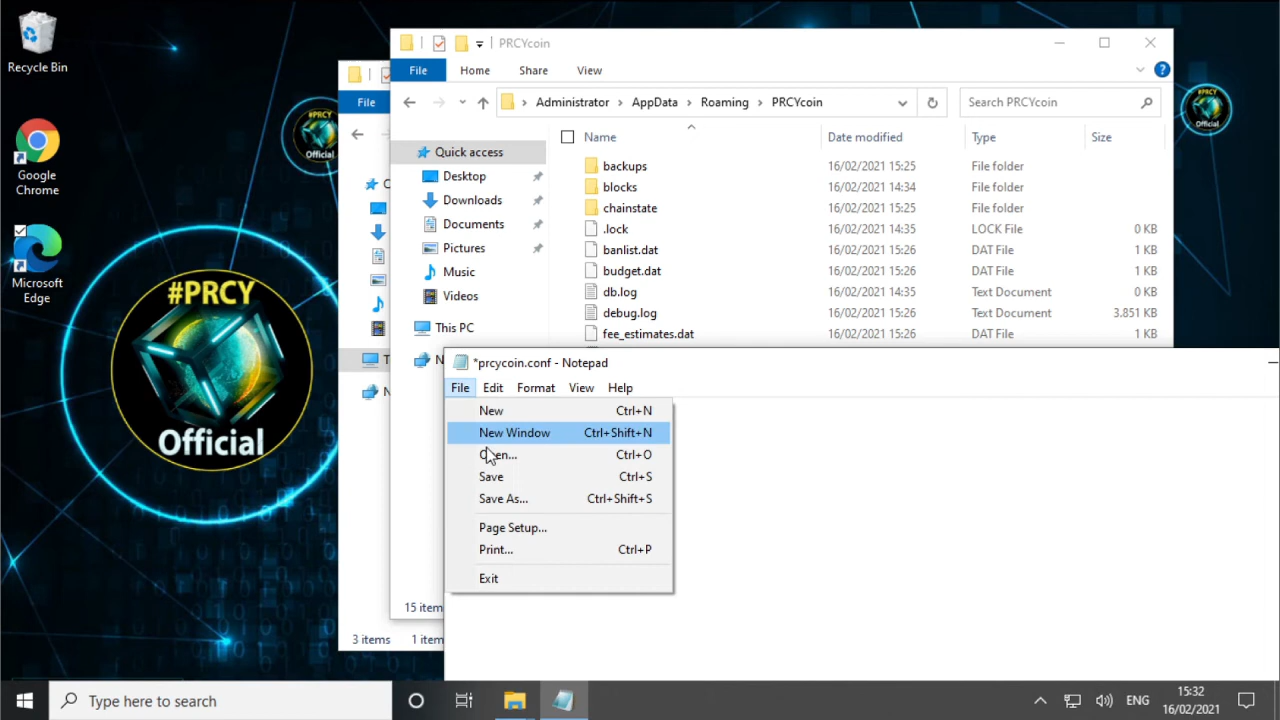 Recycle Bin
Google
Chrome
Microsoft
Edge
#PRCY
Official
#PRCY
Official
#PRCY
Official
File
PRCYcoin
File
Home
Share
View
Administrator
AppData
Roaming
PRCYcoin
Search PRCYcoin
Name
Date modified
Type
Size
Quick access
Desktop
Downloads
Documents
Pictures
Music
Videos
This PC
backups 16/02/2021 15:25 File folder
blocks 16/02/2021 14:34 File folder
chainstate 16/02/2021 15:25 File folder
.lock 16/02/2021 14:35 LOCK File 0 KB
banlist.dat 16/02/2021 15:26 DAT File 1 KB
budget.dat 16/02/2021 15:26 DAT File 1 KB
db.log 16/02/2021 14:35 Text Document 0 KB
debug.log 16/02/2021 15:26 Text Document 3.851 KB
fee_estimates.dat 16/02/2021 15:26 DAT File 1 KB
15 item
3 items 1 item
*prcycoin.conf - Notepad
File Edit Format View Help
New Ctrl+N
New Window Ctrl+Shift+N
Open... Ctrl+O
Save Ctrl+S
Save As... Ctrl+Shift+S
Page Setup...
Print... Ctrl+P
Exit
Type here to search
ENG
15:32
16/02/2021